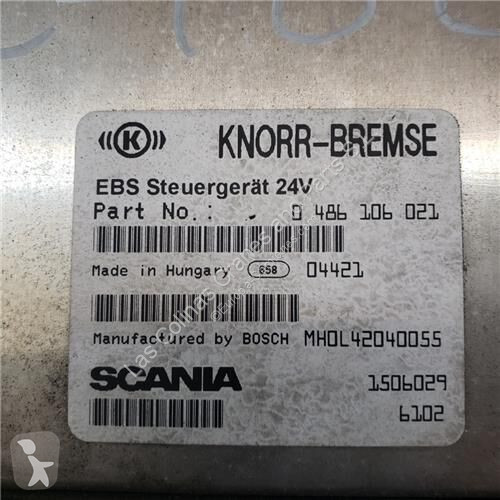 K KNORR-BREMSE
EBS Steuergerät 24V
Part No.: 0 486 106 021
Made in Hungary 658 04421
Manufactured by BOSCH MH0L42040055
SCANIA 1506029
6102